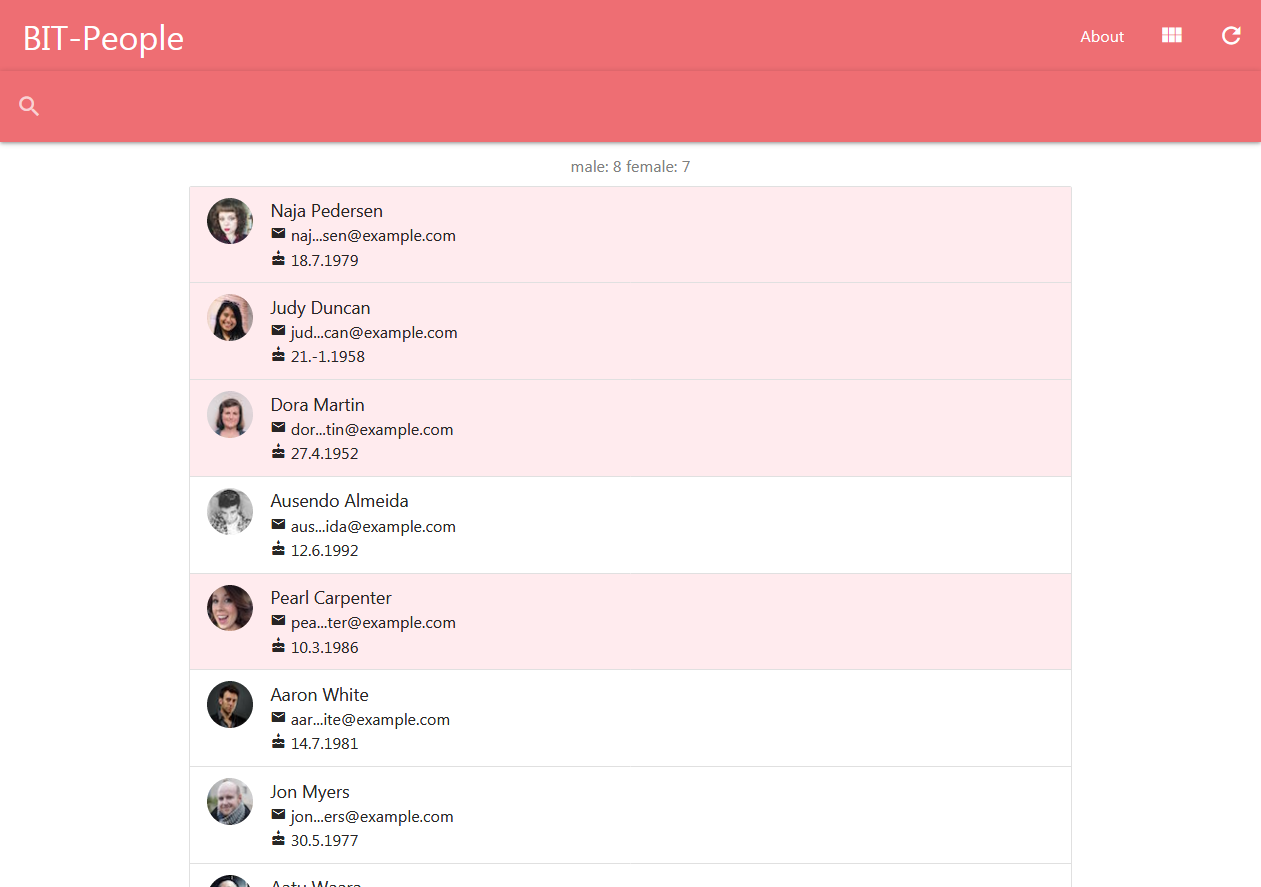 BIT-People
About
male: 8 female: 7
Naja Pedersen
naj...sen@example.com
18.7.1979
Judy Duncan
jud...can@example.com
21.-1.1958
Dora Martin
dor...tin@example.com
27.4.1952
Ausendo Almeida
aus...ida@example.com
12.6.1992
Pearl Carpenter
pea...ter@example.com
10.3.1986
Aaron White
aar...ite@example.com
14.7.1981
Jon Myers
jon...ers@example.com
30.5.1977